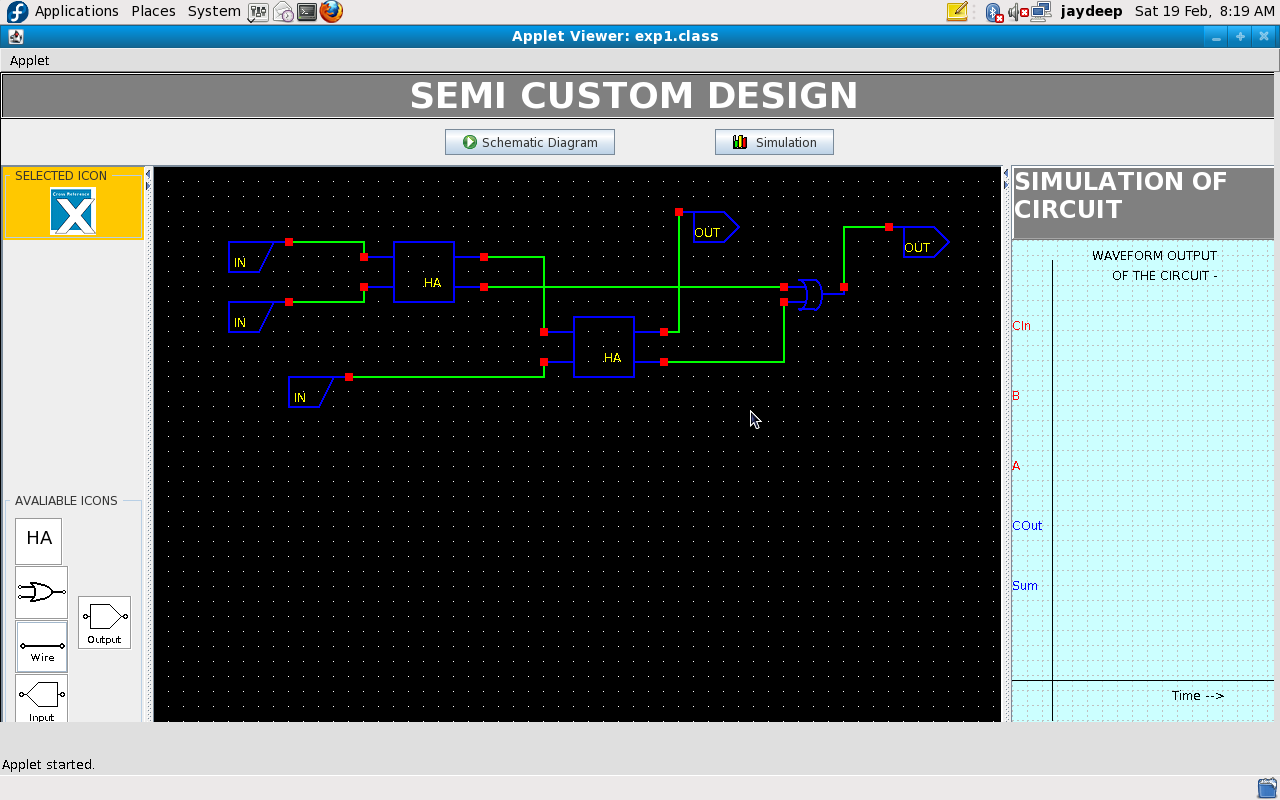 Applications Places System jaydeep Sat 19 Feb, 8:19 AM
Applet Viewer: exp1.class
Applet
SEMI CUSTOM DESIGN
Schematic Diagram Simulation
SELECTED ICON
Cross Reference
X
IN
IN
IN
.HA
.HA
OUT
OUT
AVALIABLE ICONS
HA
Wire
Output
Input
SIMULATION OF
CIRCUIT
WAVEFORM OUTPUT
OF THE CIRCUIT -
CIn
B
A
COut
Sum
Time -->
Applet started.